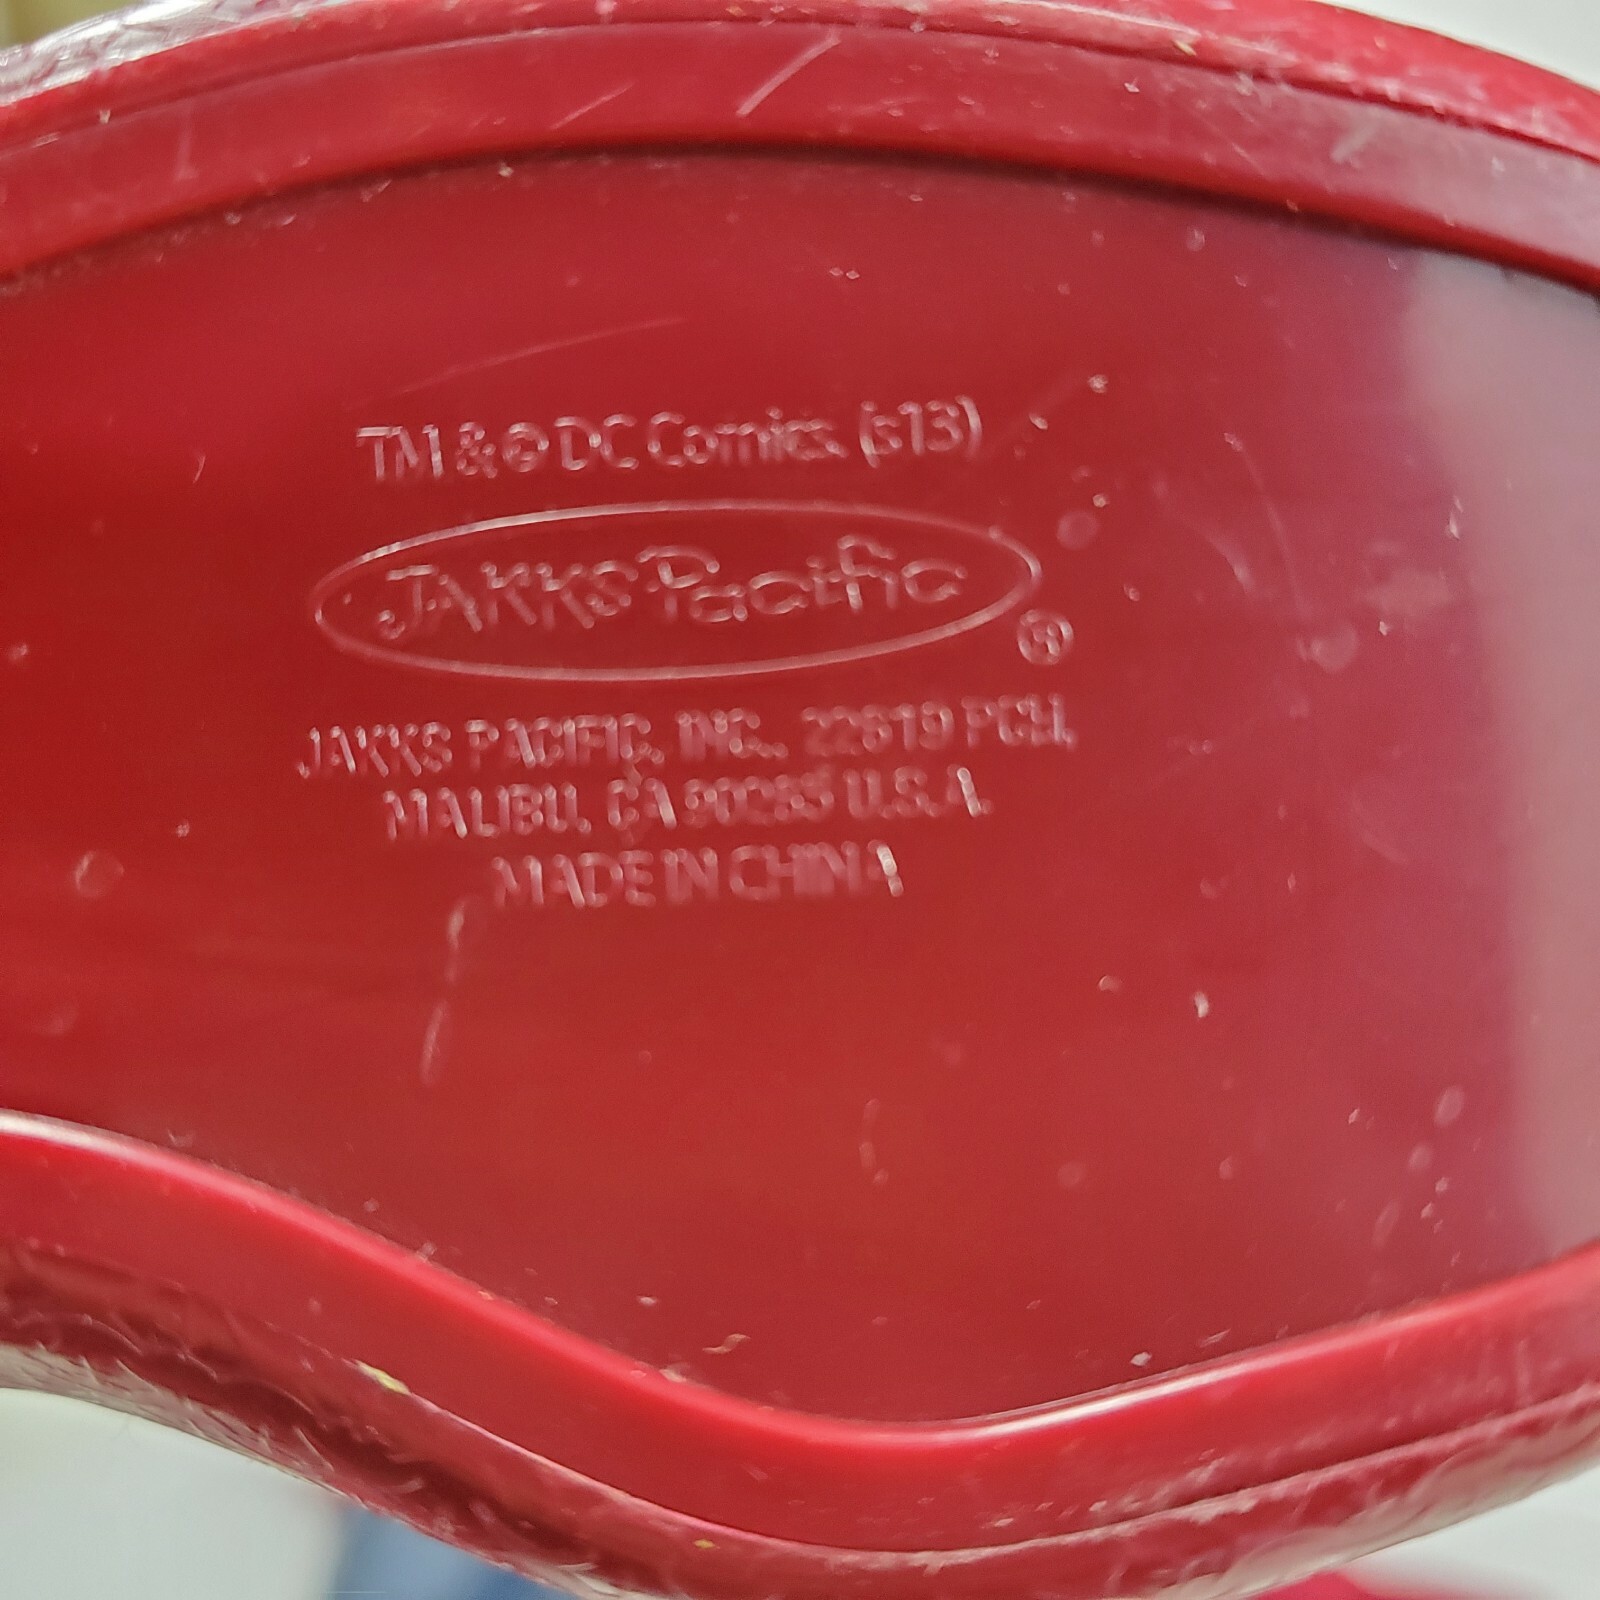 TM & © DC Comics. (s13)
JAKKS Pacific ®
JAKKS PACIFIC, INC., 22619 PCH,
MALIBU, CA 90265 U.S.A.
MADE IN CHINA